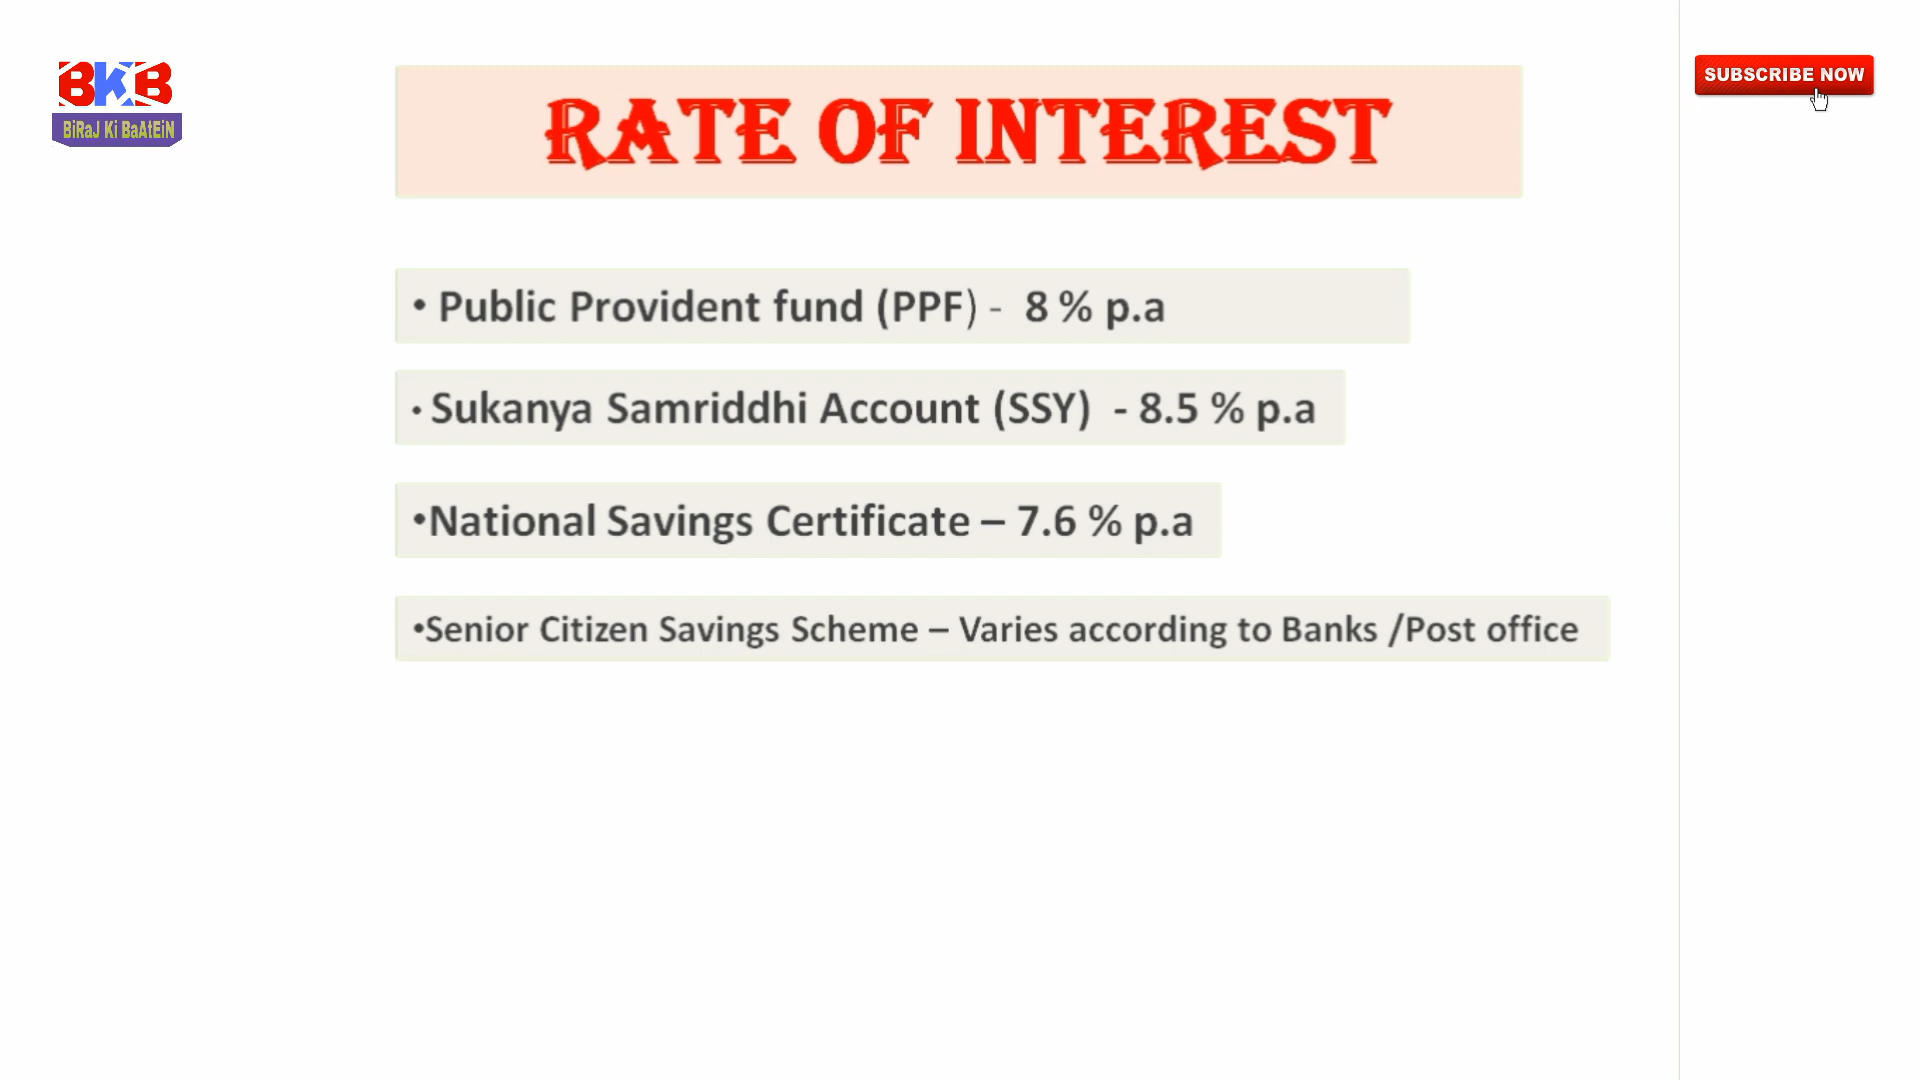 BKB
BiRaJ Ki BaAtEiN
RATE OF INTEREST
SUBSCRIBE NOW
• Public Provident fund (PPF) - 8 % p.a
• Sukanya Samriddhi Account (SSY) - 8.5 % p.a
•National Savings Certificate – 7.6 % p.a
•Senior Citizen Savings Scheme – Varies according to Banks /Post office